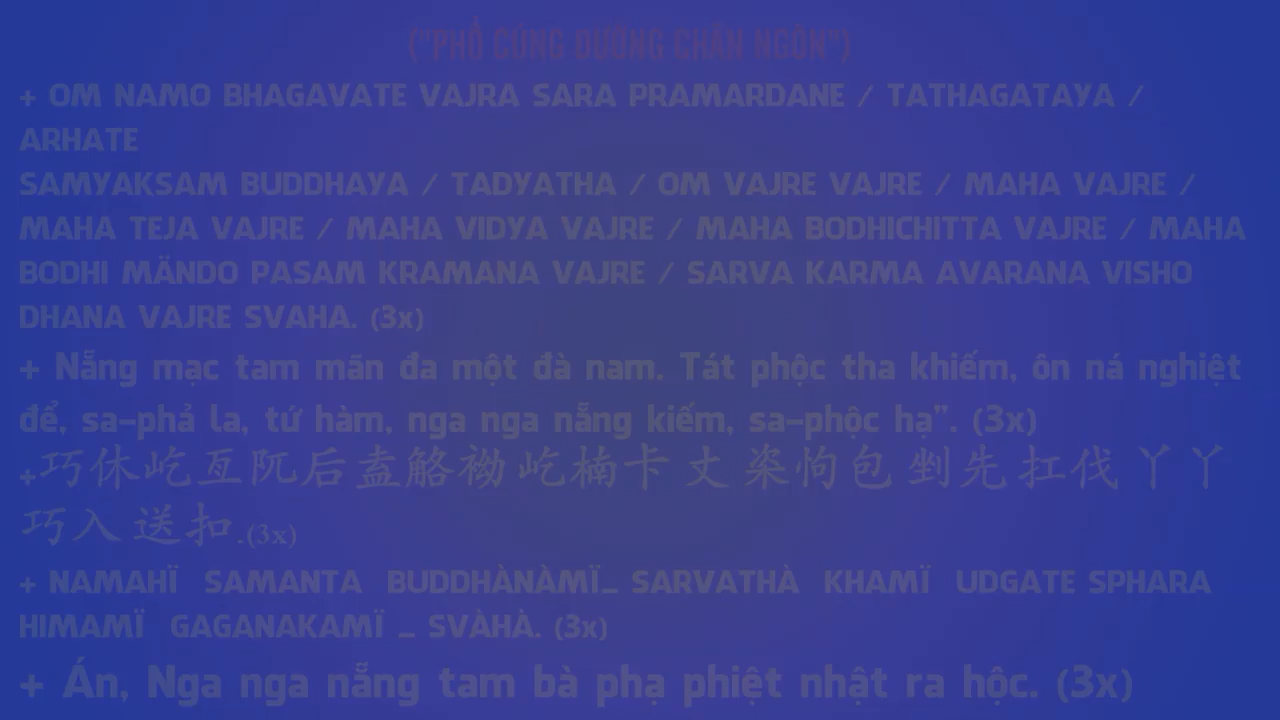 ("PHỔ CÚNG DƯỜNG CHÂN NGÔN")
+ OM NAMO BHAGAVATE VAJRA SARA PRAMARDANE / TATHAGATAYA /
ARHATE
SAMYAKSAM BUDDHAYA / TADYATHA / OM VAJRE VAJRE / MAHA VAJRE /
MAHA TEJA VAJRE / MAHA VIDYA VAJRE / MAHA BODHICHITTA VAJRE / MAHA
BODHI MĂNDO PASAM KRAMANA VAJRE / SARVA KARMA AVARANA VISHO
DHANA VAJRE SVAHA. (3x)
+ Nẵng mạc tam mãn đa một đà nam. Tát phộc tha khiếm, ôn ná nghiệt
để, sa-phả la, tứ hàm, nga nga nẵng kiếm, sa-phộc hạ”. (3x)
+巧休屹亙阮后盍觡袎屹楠卡丈姿怐包剉先扛伐丫丫
巧入送扣.(3x)
+ NAMAHÏ SAMANTA BUDDHÀNÀMÏ_ SARVATHÀ KHAMÏ UDGATE SPHARA
HIMAMÏ GAGANAKAMÏ _ SVÀHÀ. (3x)
+ Án, Nga nga nẵng tam bà phạ phiệt nhật ra hộc. (3x)